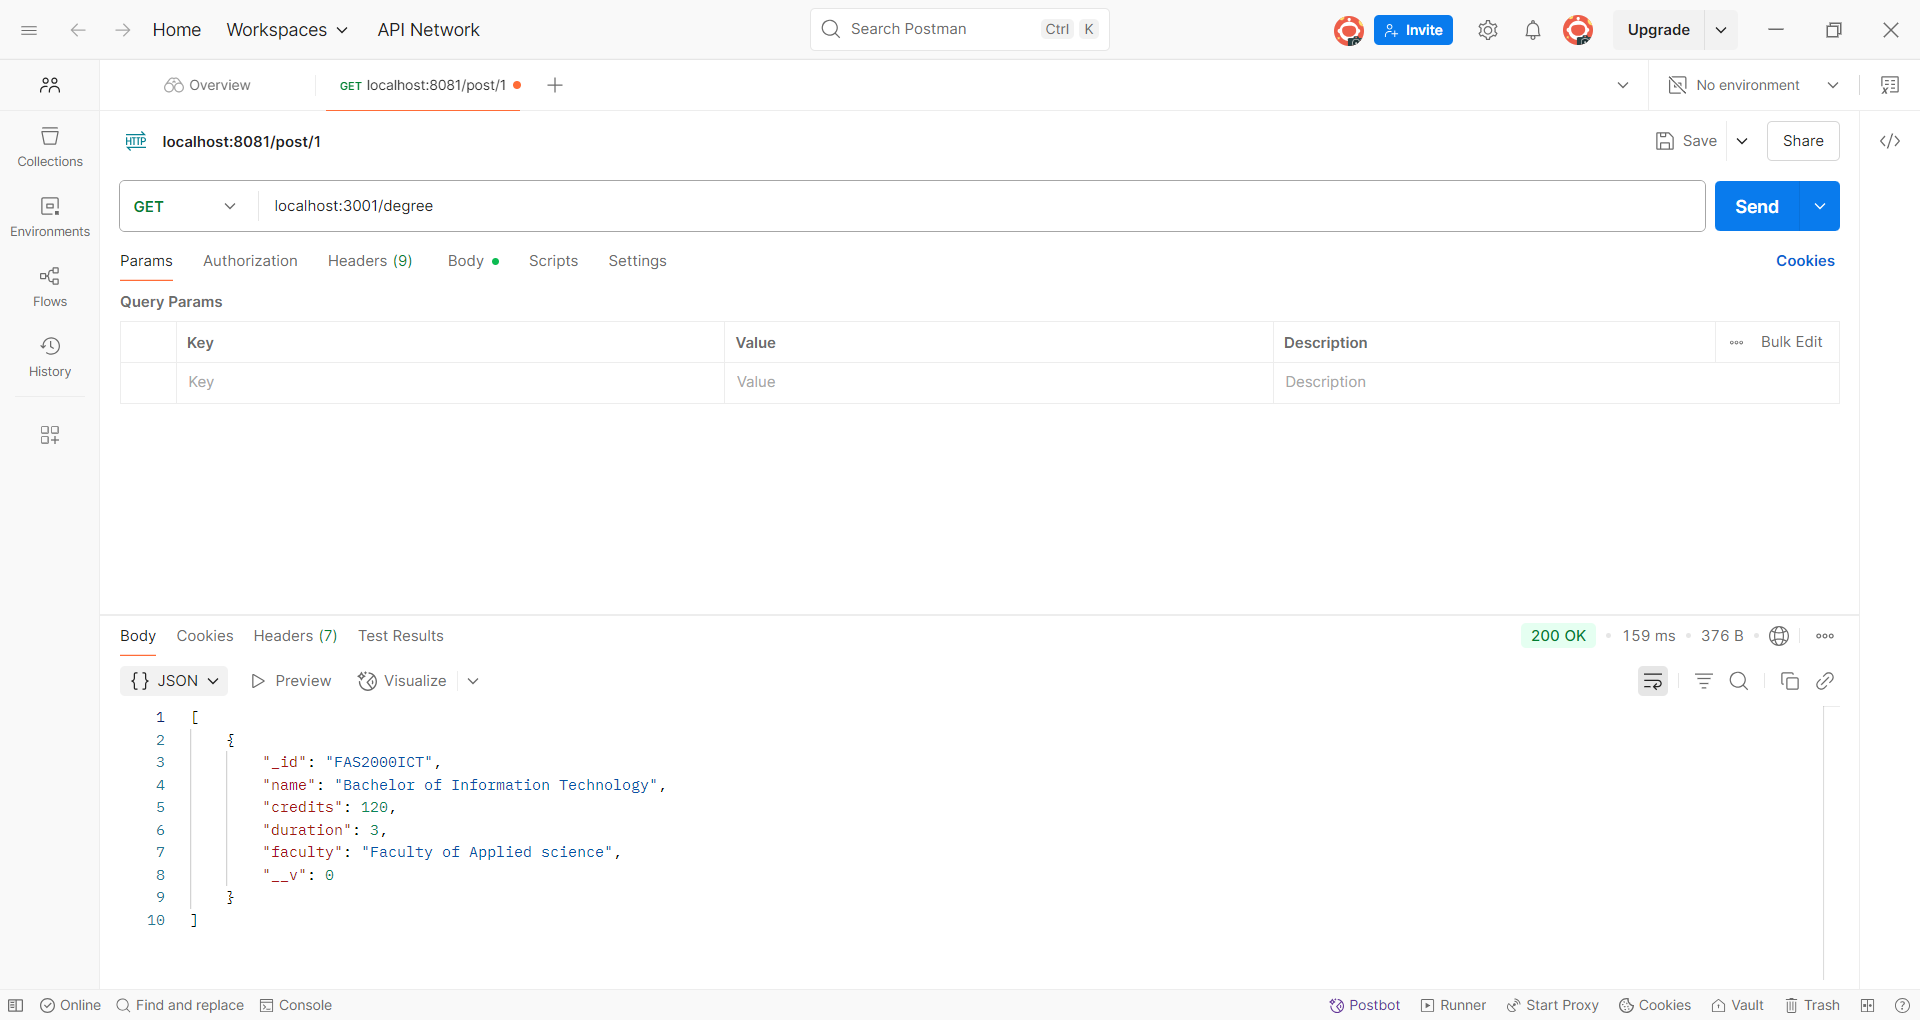 Home Workspaces API Network Search Postman Ctrl K Invite Upgrade
Overview GET localhost:8081/post/1 No environment
HTTP localhost:8081/post/1 Save Share
Collections
Environments
Flows
History
GET localhost:3001/degree Send
Params Authorization Headers (9) Body Scripts Settings Cookies
Query Params
Key Value Description Bulk Edit
Key Value Description
Body Cookies Headers (7) Test Results 200 OK 159 ms 376 B
{} JSON Preview Visualize
1 [
2 {
3 "_id": "FAS2000ICT",
4 "name": "Bachelor of Information Technology",
5 "credits": 120,
6 "duration": 3,
7 "faculty": "Faculty of Applied science",
8 "__v": 0
9 }
10 ]
Online Find and replace Console Postbot Runner Start Proxy Cookies Vault Trash